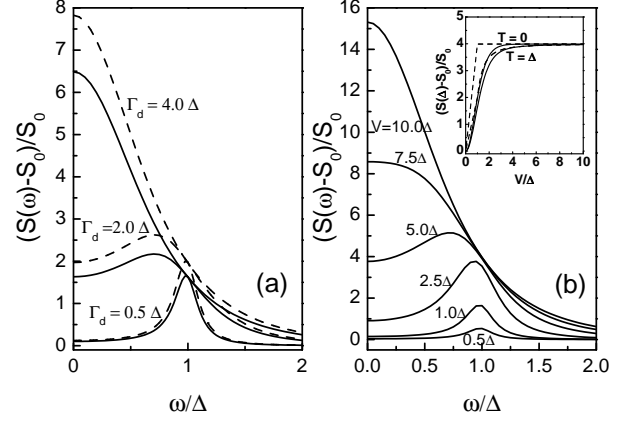 (S(ω)-S₀)/S₀
8
7
6
5
4
3
2
1
0
Γd = 4.0 Δ
Γd = 2.0 Δ
Γd = 0.5 Δ
(a)
0
1
2
ω/Δ
(S(ω)-S₀)/S₀
16
14
12
10
8
6
4
2
0
V=10.0Δ
7.5Δ
5.0Δ
2.5Δ
1.0Δ
0.5Δ
(b)
0.0
0.5
1.0
1.5
2.0
ω/Δ
(S(Δ)-S₀)/S₀
5
4
3
2
1
0
T = 0
T = Δ
0
2
4
6
8
10
V/Δ